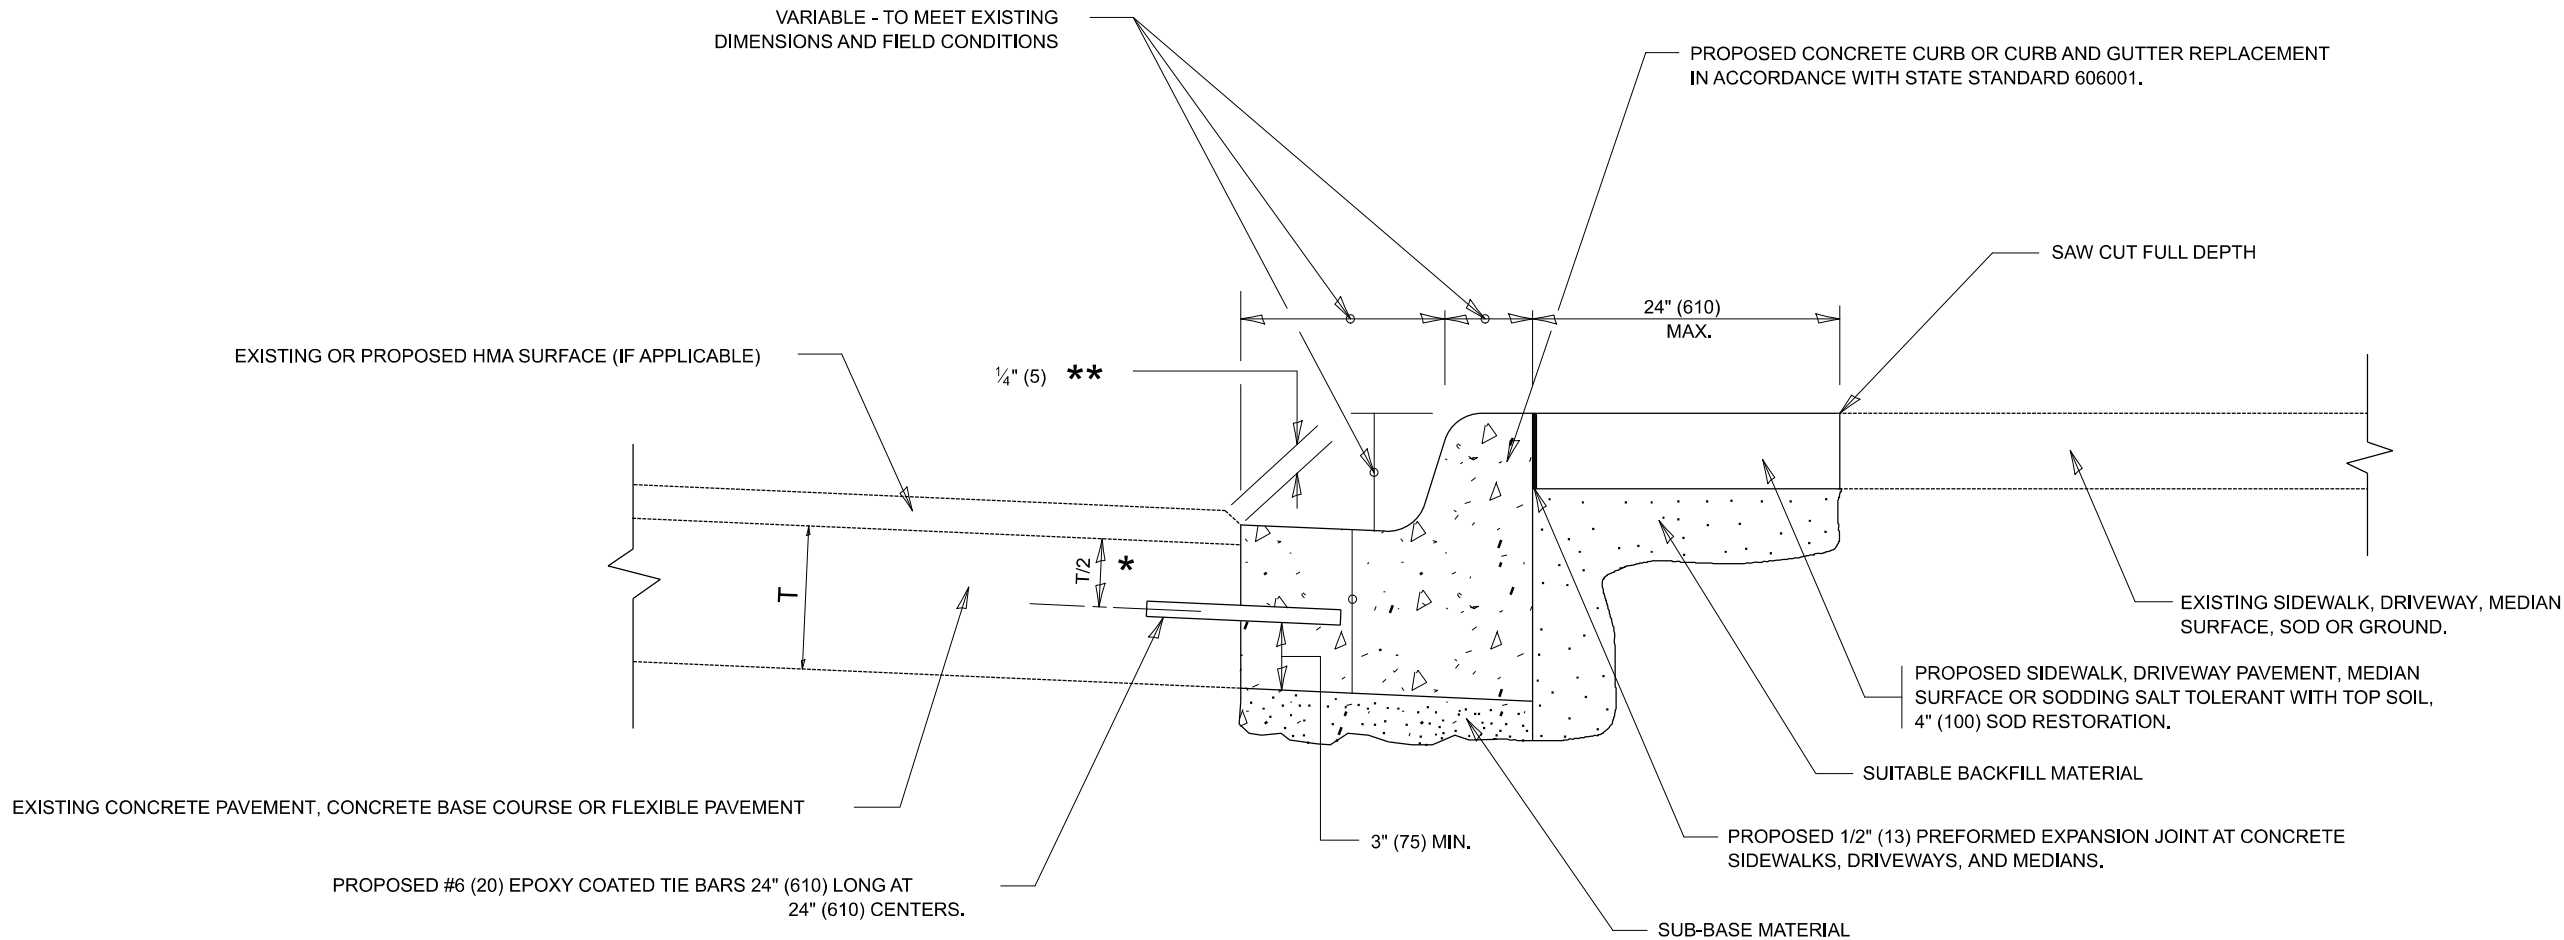 VARIABLE - TO MEET EXISTING
DIMENSIONS AND FIELD CONDITIONS
PROPOSED CONCRETE CURB OR CURB AND GUTTER REPLACEMENT
IN ACCORDANCE WITH STATE STANDARD 606001.
SAW CUT FULL DEPTH
24" (610)
MAX.
EXISTING OR PROPOSED HMA SURFACE (IF APPLICABLE)
¼" (5) **
T/2 *
T
EXISTING SIDEWALK, DRIVEWAY, MEDIAN
SURFACE, SOD OR GROUND.
PROPOSED SIDEWALK, DRIVEWAY PAVEMENT, MEDIAN
SURFACE OR SODDING SALT TOLERANT WITH TOP SOIL,
4" (100) SOD RESTORATION.
SUITABLE BACKFILL MATERIAL
EXISTING CONCRETE PAVEMENT, CONCRETE BASE COURSE OR FLEXIBLE PAVEMENT
3" (75) MIN.
PROPOSED 1/2" (13) PREFORMED EXPANSION JOINT AT CONCRETE
SIDEWALKS, DRIVEWAYS, AND MEDIANS.
PROPOSED #6 (20) EPOXY COATED TIE BARS 24" (610) LONG AT
24" (610) CENTERS.
SUB-BASE MATERIAL